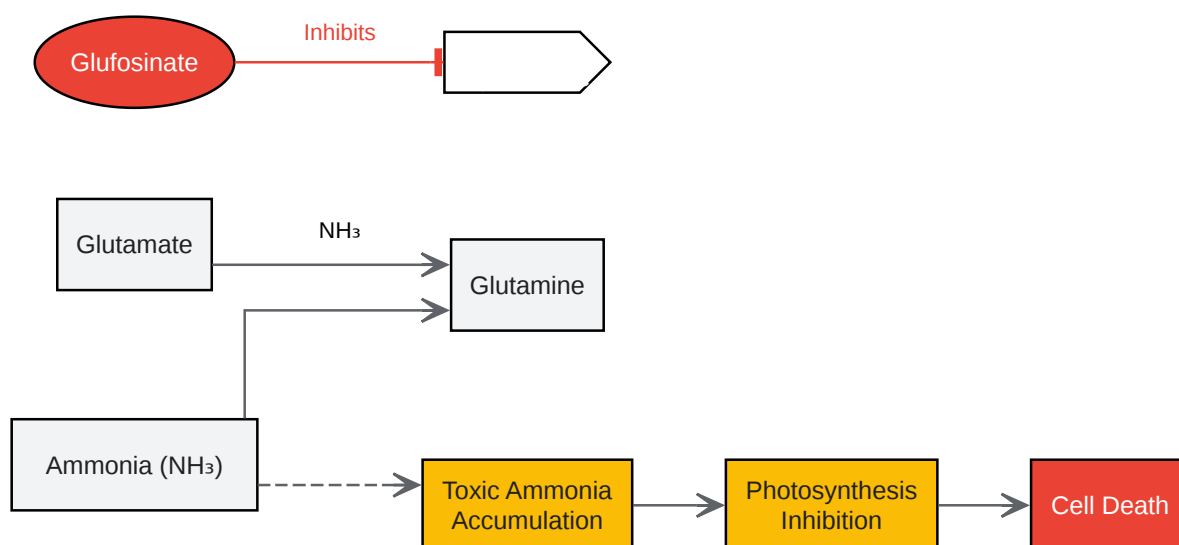 Inhibits
Glufosinate
Glutamate
NH₃
Glutamine
Ammonia (NH₃)
Toxic Ammonia
Accumulation
Photosynthesis
Inhibition
Cell Death